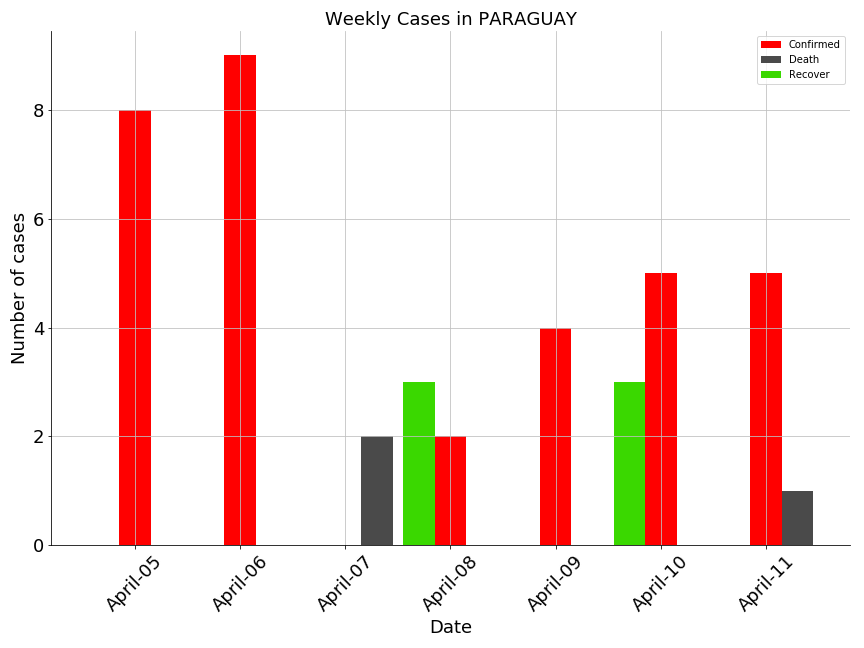 Weekly Cases in PARAGUAY
Confirmed
Death
Recover
Number of cases
8
6
4
2
0
April-05
April-06
April-07
April-08
April-09
April-10
April-11
Date